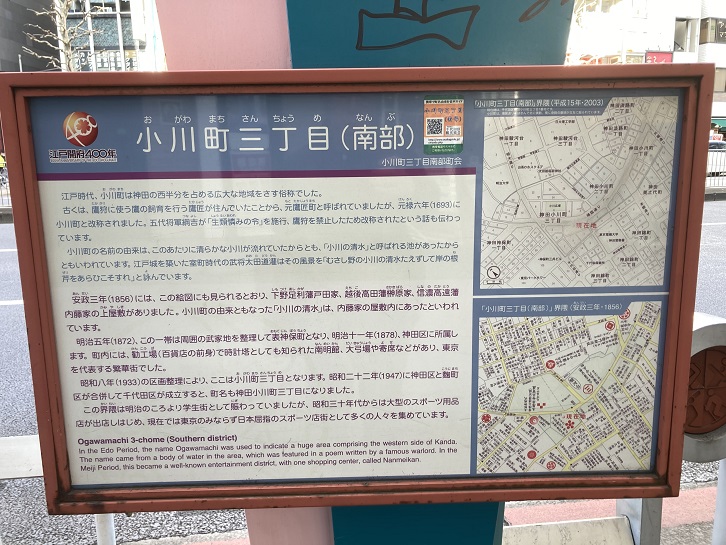 400
江戸開府400年
お がわ まち さん ちょう め なん ぶ
小川町三丁目（南部）
小川町三丁目南部町会
江戸時代、小川町は神田の西半分を占める広大な地域をさす俗称でした。
古くは、鷹狩に使う鷹の飼育を行う鷹匠が住んでいたことから、元鷹匠町と呼ばれていましたが、元禄六年（1693）に
小川町と改称されました。五代将軍綱吉が「生類憐みの令」を施行、鷹狩を禁止したため改称されたという話も伝わっ
ています。
小川町の名前の由来は、このあたりに清らかな小川が流れていたからとも、「小川の清水」と呼ばれる池があったから
ともいわれています。江戸城を築いた室町時代の武将太田道灌はその風景を「むさし野の小川の清水たえずして岸の根
芹をあらひこそすれ」と詠んでいます。
安政三年（1856）には、この絵図にも見られるとおり、下野足利藩戸田家、越後高田藩榊原家、信濃高遠藩
内藤家の上屋敷がありました。小川町の由来ともなった「小川の清水」は、内藤家の屋敷内にあったといわれ
ています。
明治五年（1872）、この一帯は周囲の武家地を整理して表神保町となり、明治十一年（1878）、神田区に所属し
ます。町内には、勧工場（百貨店の前身）で時計塔としても知られた南明館、大弓場や寄席などがあり、東京
を代表する繁華街でした。
昭和八年（1933）の区画整理により、ここは小川町三丁目となります。昭和二十二年（1947）に神田区と麹町
区が合併して千代田区が成立すると、町名も神田小川町三丁目になりました。
この界隈は明治のころより学生街として賑わっていましたが、昭和三十年代からは大型のスポーツ用品
店が出店しはじめ、現在では東京のみならず日本屈指のスポーツ店街として多くの人々を集めています。
Ogawamachi 3-chome (Southern district)
In the Edo Period, the name Ogawamachi was used to indicate a huge area comprising the western side of Kanda.
The name came from a body of water in the area, which was featured in a poem written by a famous warlord. In the
Meiji Period, this became a well-known entertainment district, with one shopping center, called Nanmeikan.
「小川町三丁目（南部）」界隈（平成15年・2003）
神田駿河台
神田小川町
三丁目
現在地
「小川町三丁目（南部）」界隈（安政三年・1856）
現在地